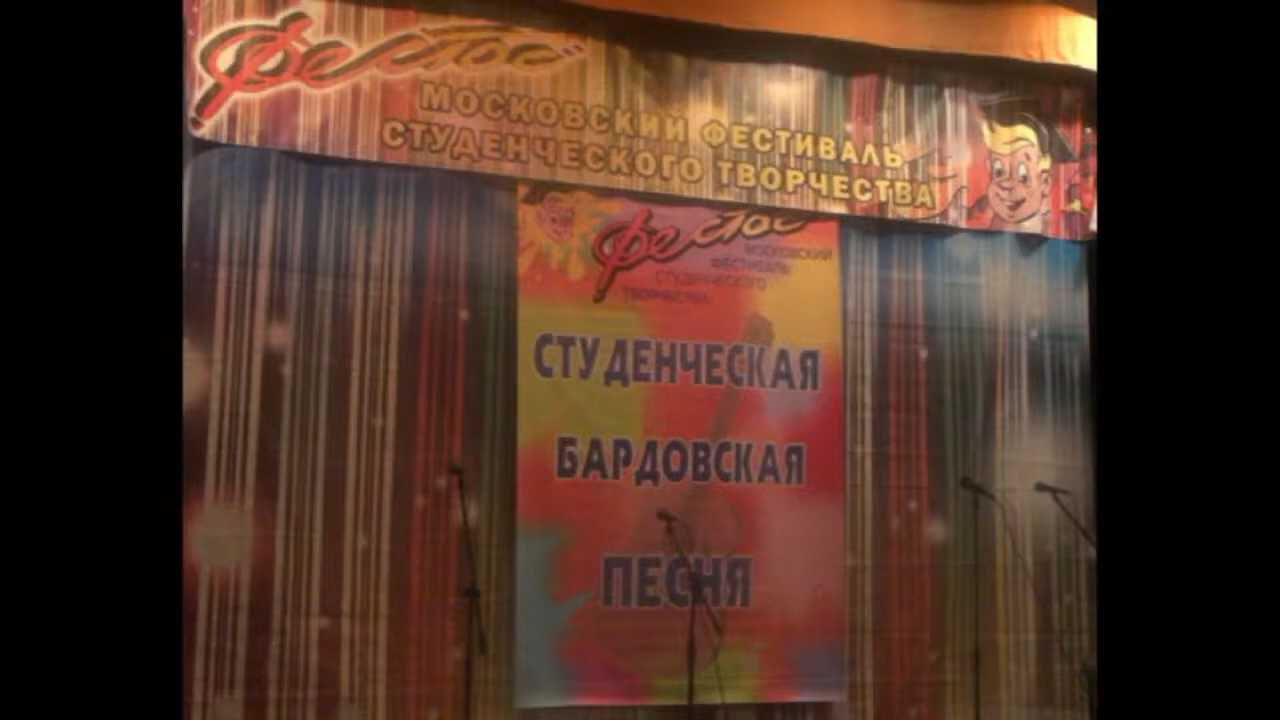 Фестос
МОСКОВСКИЙ ФЕСТИВАЛЬ
СТУДЕНЧЕСКОГО ТВОРЧЕСТВА
Фестос
МОСКОВСКИЙ
ФЕСТИВАЛЬ
СТУДЕНЧЕСКОГО
ТВОРЧЕСТВА
СТУДЕНЧЕСКАЯ
БАРДОВСКАЯ
ПЕСНЯ